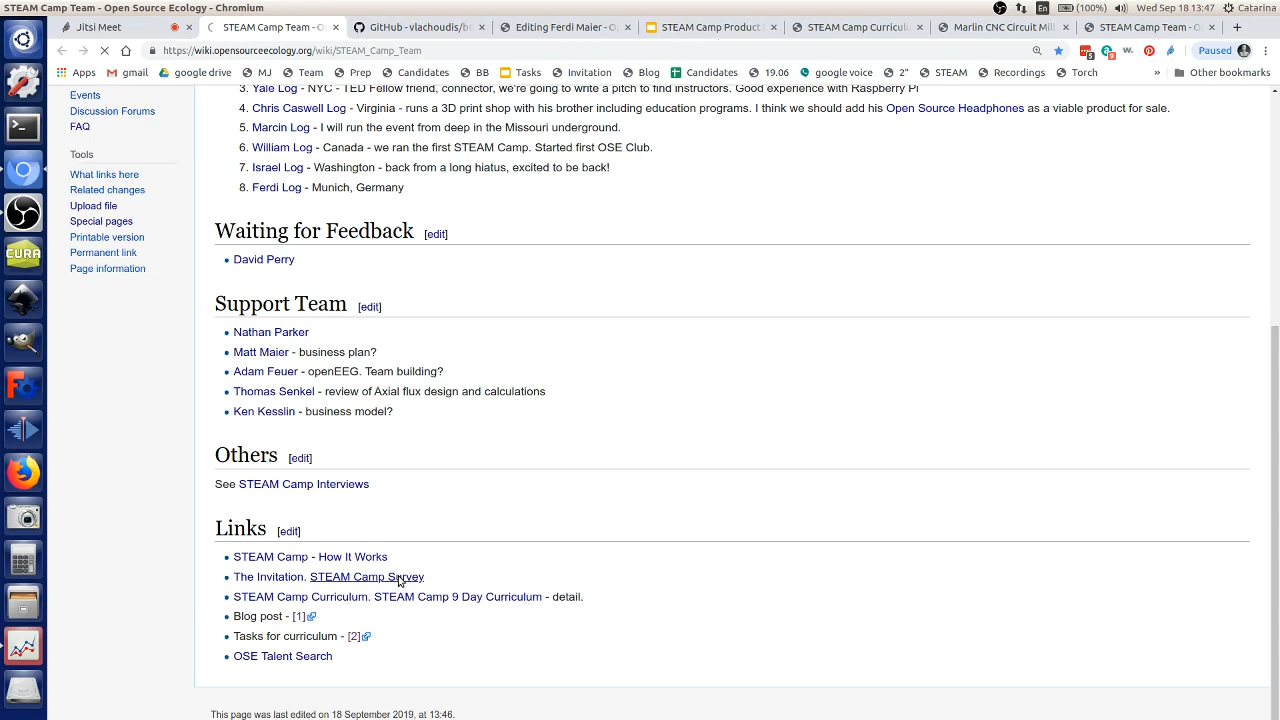 STEAM Camp Team - Open Source Ecology - Chromium
En (100%) Wed Sep 18 13:47 Catarina
Jitsi Meet
STEAM Camp Team - Ou
GitHub - vlachoudis/bC
Editing Ferdi Maier - Op
STEAM Camp Product
STEAM Camp Curricul
Marlin CNC Circuit Mill
STEAM Camp Team - O
https://wiki.opensourceecology.org/wiki/STEAM_Camp_Team
Paused
Apps gmail google drive MJ Team Prep Candidates BB Tasks Invitation Blog Candidates 19.06 google voice 2" STEAM Recordings Torch » Other bookmarks
Events
Discussion Forums
FAQ
Tools
What links here
Related changes
Upload file
Special pages
Printable version
Permanent link
Page information
3. Yale Log - NYC - TED Fellow friend, connector, we're going to write a pitch to find instructors. Good experience with Raspberry Pi
4. Chris Caswell Log - Virginia - runs a 3D print shop with his brother including education programs. I think we should add his Open Source Headphones as a viable product for sale.
5. Marcin Log - I will run the event from deep in the Missouri underground.
6. William Log - Canada - we ran the first STEAM Camp. Started first OSE Club.
7. Israel Log - Washington - back from a long hiatus, excited to be back!
8. Ferdi Log - Munich, Germany
Waiting for Feedback [edit]
David Perry
Support Team [edit]
Nathan Parker
Matt Maier - business plan?
Adam Feuer - openEEG. Team building?
Thomas Senkel - review of Axial flux design and calculations
Ken Kesslin - business model?
Others [edit]
See STEAM Camp Interviews
Links [edit]
STEAM Camp - How It Works
The Invitation. STEAM Camp Survey
STEAM Camp Curriculum. STEAM Camp 9 Day Curriculum - detail.
Blog post - [1]
Tasks for curriculum - [2]
OSE Talent Search
This page was last edited on 18 September 2019, at 13:46.
CURA